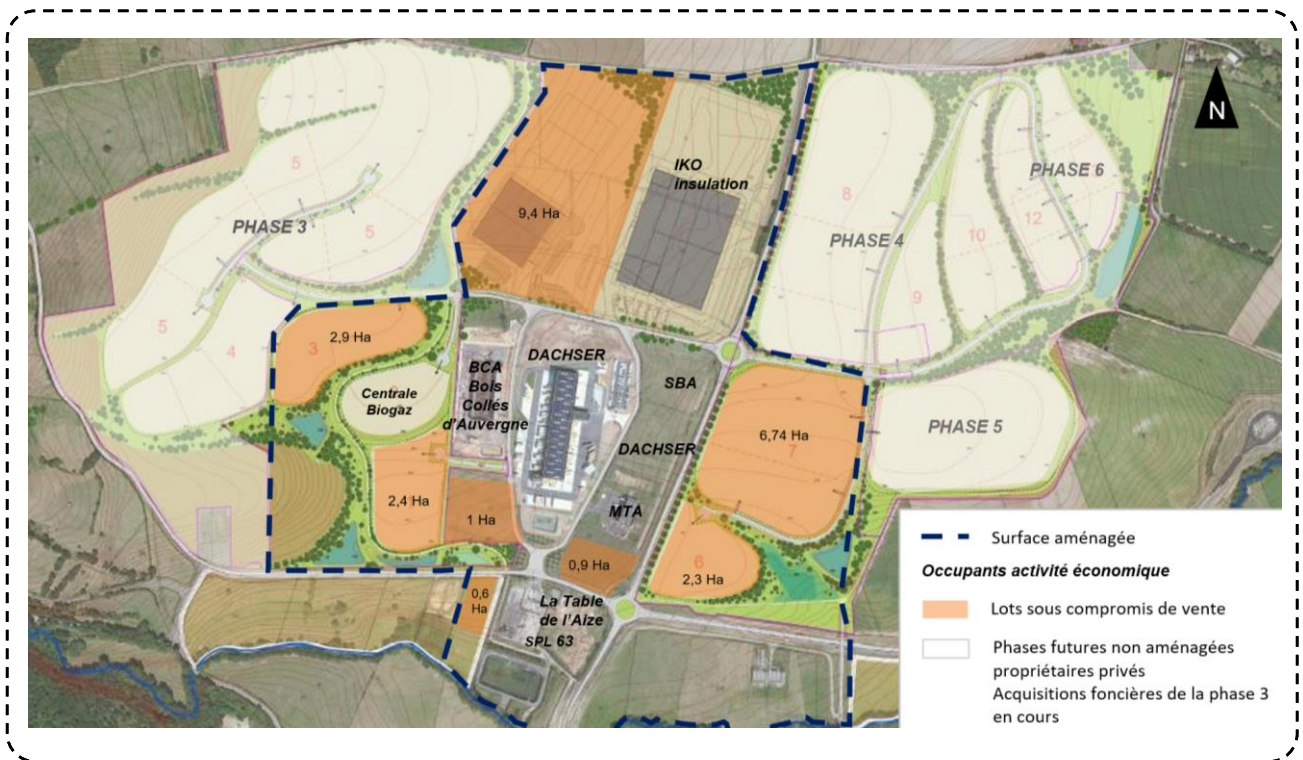 N
IKO
insulation
PHASE 6
5
8
9,4 Ha
12
PHASE 3
5
PHASE 4
10
9
5
4
2,9 Ha
3
DACHSER
BCA
Bois
Collés
d'Auvergne
SBA
Centrale
Biogaz
6,74 Ha
7
PHASE 5
DACHSER
2,4 Ha
1 Ha
MTA
0,9 Ha
6
2,3 Ha
0,6
Ha
La Table
de l'Aize
SPL 63
Surface aménagée
Occupants activité économique
Lots sous compromis de vente
Phases futures non aménagées
propriétaires privés
Acquisitions foncières de la phase 3
en cours